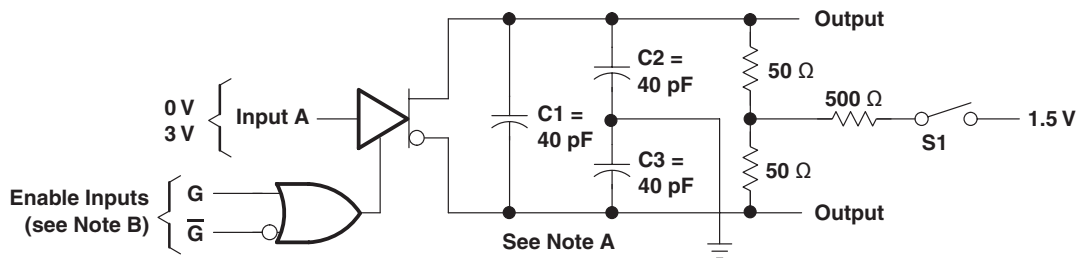 Output
C2 =
40 pF
50 Ω
500 Ω
0 V
3 V
Input A
C1 =
40 pF
1.5 V
S1
C3 =
40 pF
50 Ω
Enable Inputs
(see Note B)
G
G̅
Output
See Note A